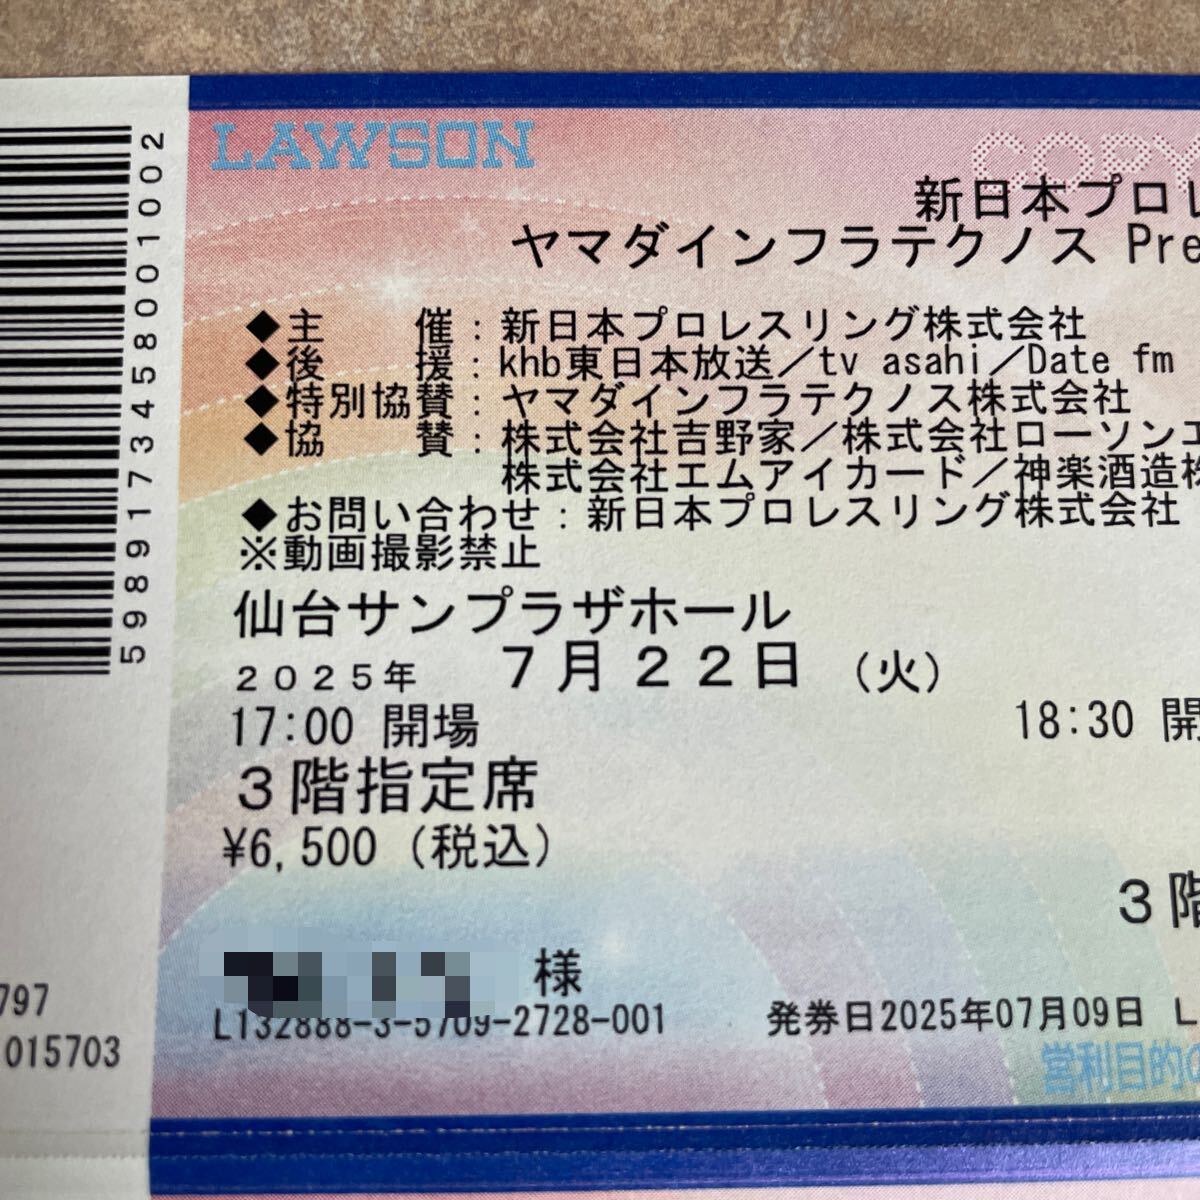 LAWSON
COPY
新日本プロレ
ヤマダインフラテクノス Pre
◆主　　催：新日本プロレスリング株式会社
◆後　　援：khb東日本放送／tv asahi／Date fm
◆特別協賛：ヤマダインフラテクノス株式会社
◆協　　賛：株式会社吉野家／株式会社ローソンエ
株式会社エムアイカード／神楽酒造株
◆お問い合わせ：新日本プロレスリング株式会社
※動画撮影禁止
仙台サンプラザホール
２０２５年　７月２２日（火）
17:00 開場　18:30 開
３階指定席
¥6,500（税込）
３階
様
L132888-3-5709-2728-001　発券日2025年07月09日 L
営利目的の
5989173458001002
797
015703